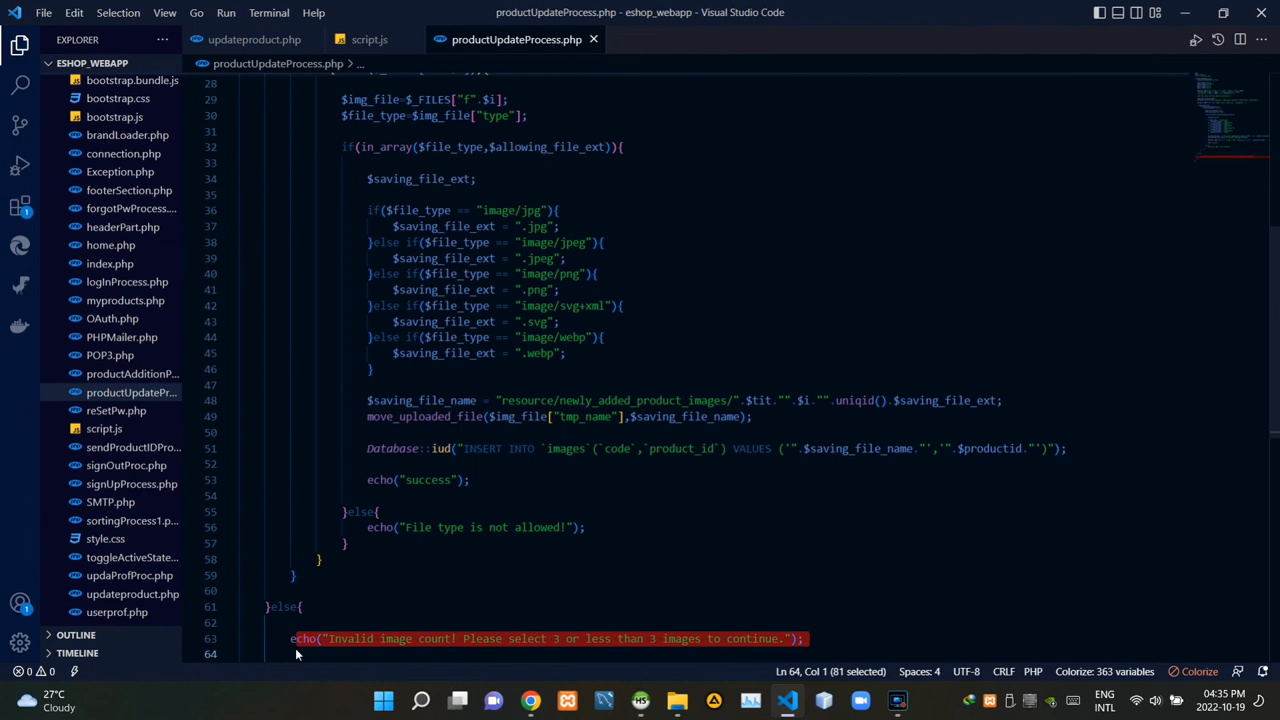 File Edit Selection View Go Run Terminal Help
productUpdateProcess.php - eshop_webapp - Visual Studio Code
EXPLORER
updateproduct.php
script.js
productUpdateProcess.php
ESHOP_WEBAPP
productUpdateProcess.php > ...
bootstrap.bundle.js
bootstrap.css
bootstrap.js
brandLoader.php
connection.php
Exception.php
footerSection.php
forgotPwProcess....
headerPart.php
home.php
index.php
logInProcess.php
myproducts.php
OAuth.php
PHPMailer.php
POP3.php
productAdditionP...
productUpdatePr...
reSetPw.php
script.js
sendProductIDPro...
signOutProc.php
signUpProcess.php
SMTP.php
sortingProcess1.p...
style.css
toggleActiveState...
updaProfProc.php
updateproduct.php
userprof.php
OUTLINE
TIMELINE
28
29 $img_file=$_FILES["f".$i];
30 $file_type=$img_file["type"];
31
32 if(in_array($file_type,$allowing_file_ext)){
33
34 $saving_file_ext;
35
36 if($file_type == "image/jpg"){
37 $saving_file_ext = ".jpg";
38 }else if($file_type == "image/jpeg"){
39 $saving_file_ext = ".jpeg";
40 }else if($file_type == "image/png"){
41 $saving_file_ext = ".png";
42 }else if($file_type == "image/svg+xml"){
43 $saving_file_ext = ".svg";
44 }else if($file_type == "image/webp"){
45 $saving_file_ext = ".webp";
46 }
47
48 $saving_file_name = "resource/newly_added_product_images/".$tit."".$i."".uniqid().$saving_file_ext;
49 move_uploaded_file($img_file["tmp_name"],$saving_file_name);
50
51 Database::iud("INSERT INTO `images`(`code`,`product_id`) VALUES ('".$saving_file_name."','".$productid."')");
52
53 echo("success");
54
55 }else{
56 echo("File type is not allowed!");
57 }
58 }
59 }
60
61 }else{
62
63 echo("Invalid image count! Please select 3 or less than 3 images to continue.");
64
0 0
Ln 64, Col 1 (81 selected) Spaces: 4 UTF-8 CRLF PHP Colorize: 363 variables Colorize
27°C
Cloudy
ENG
INTL
04:35 PM
2022-10-19